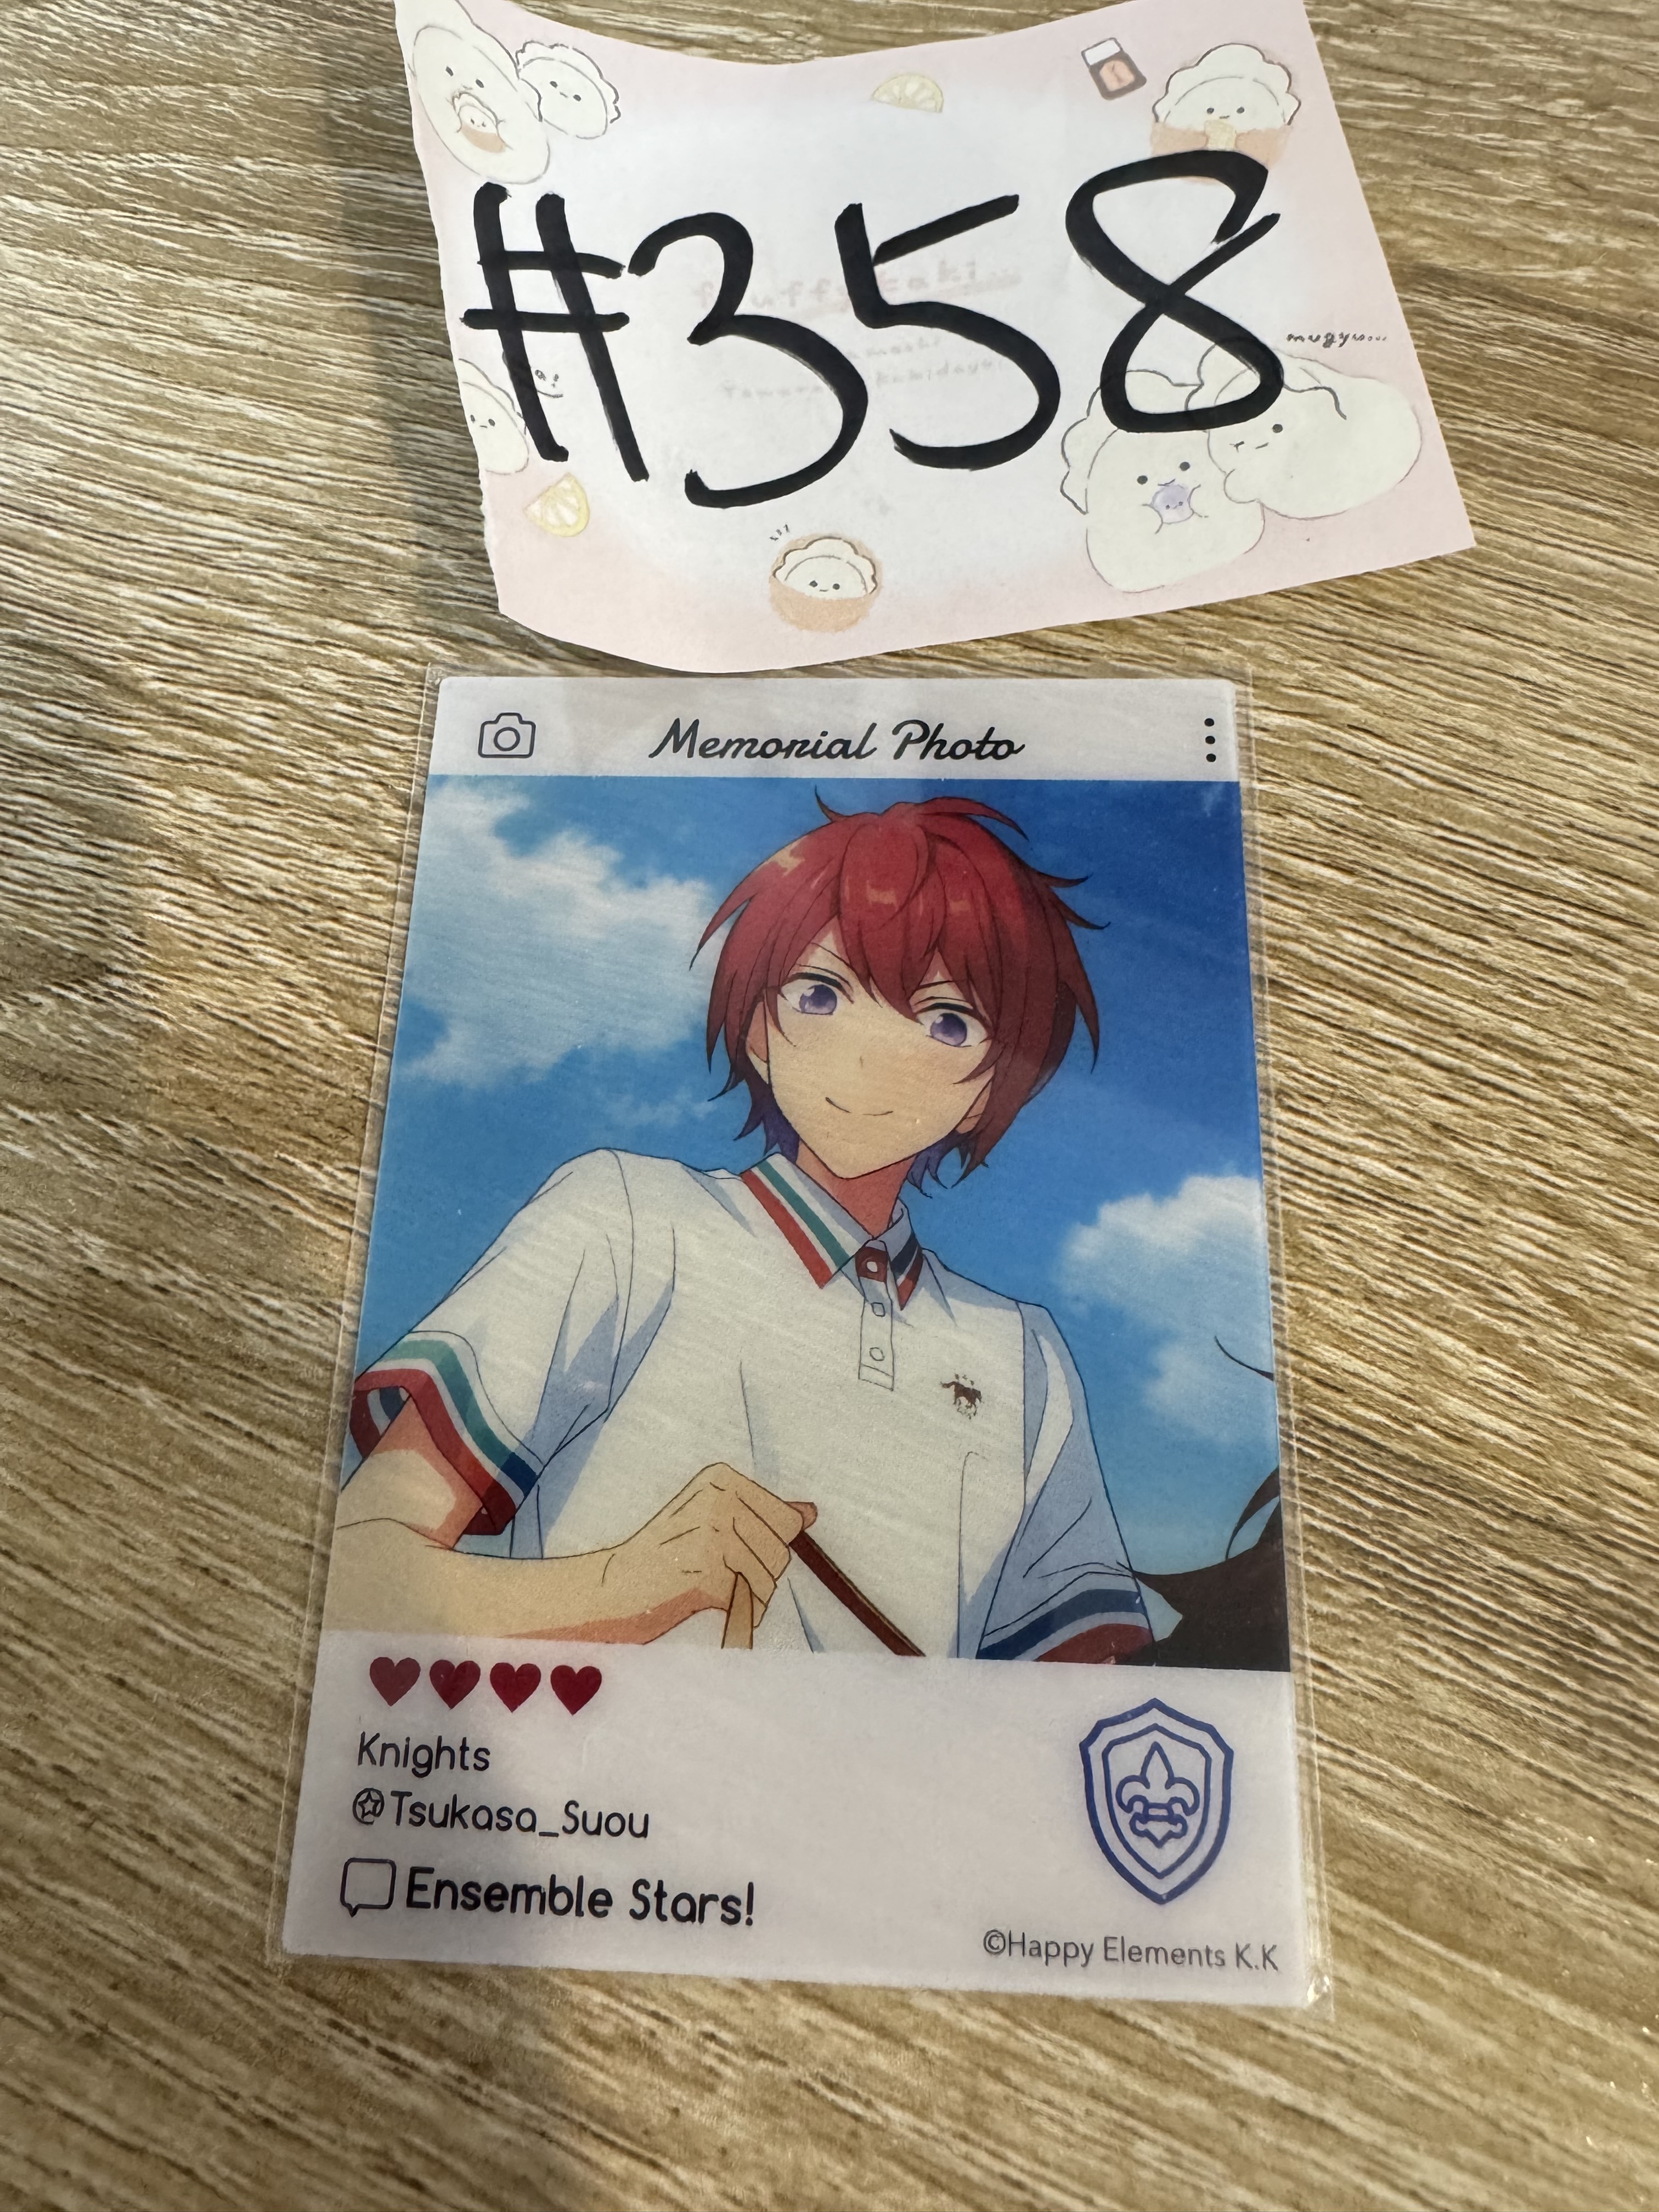 #358
mugyu...
Memorial Photo
Knights
@Tsukasa_Suou
Ensemble Stars!
©Happy Elements K.K